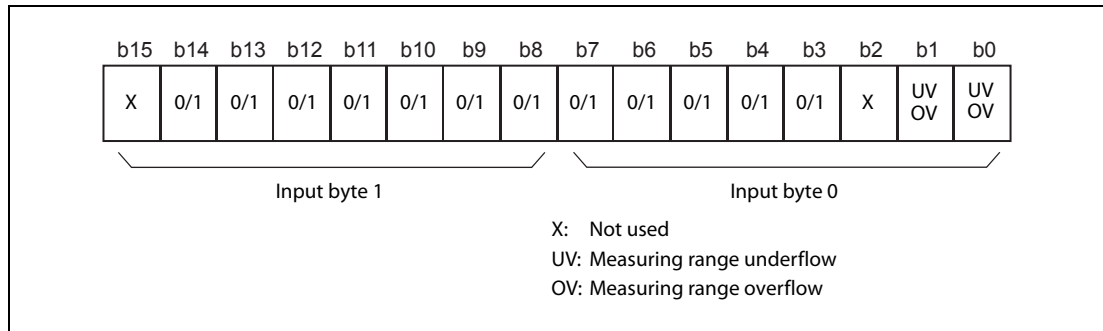 b15 b14 b13 b12 b11 b10 b9 b8 b7 b6 b5 b4 b3 b2 b1 b0
X 0/1 0/1 0/1 0/1 0/1 0/1 0/1 0/1 0/1 0/1 0/1 0/1 X UV OV UV OV
Input byte 1 Input byte 0
X: Not used
UV: Measuring range underflow
OV: Measuring range overflow